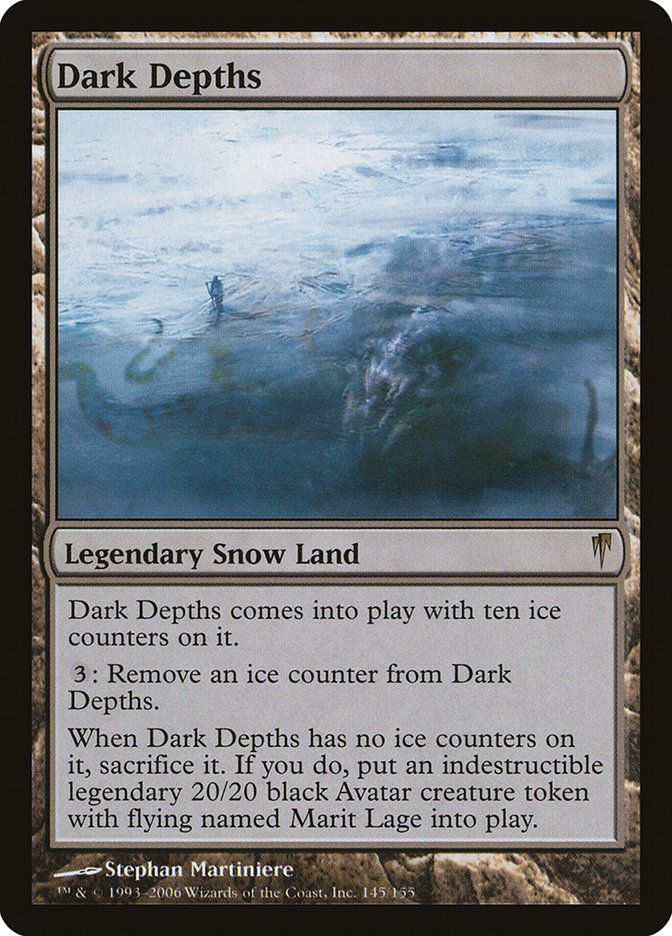 Dark Depths
Legendary Snow Land
Dark Depths comes into play with ten ice
counters on it.
3: Remove an ice counter from Dark
Depths.
When Dark Depths has no ice counters on
it, sacrifice it. If you do, put an indestructible
legendary 20/20 black Avatar creature token
with flying named Marit Lage into play.
Stephan Martiniere
™ & © 1993–2006 Wizards of the Coast, Inc. 145/155